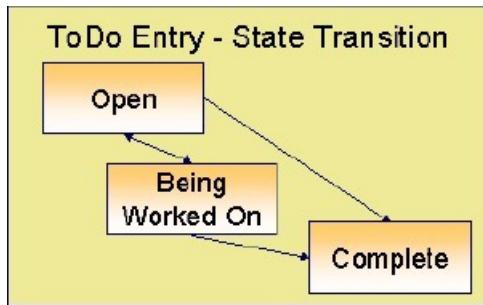 ToDo Entry - State Transition
Open
Being
Worked On
Complete